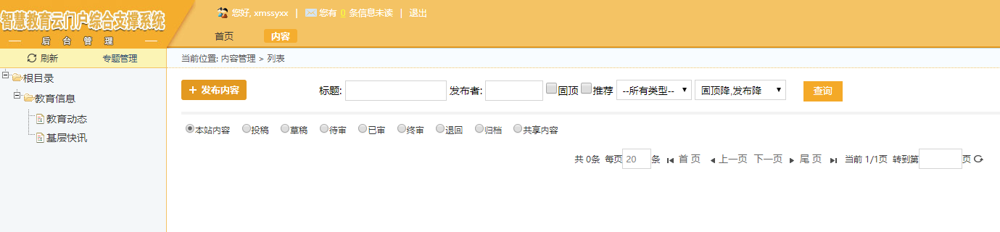 智慧教育云门户综合支撑系统
后台管理
您好, xmssyxx | 您有 0 条信息未读 | 退出
首页 内容
刷新 专题管理
当前位置: 内容管理 > 列表
根目录
教育信息
教育动态
基层快讯
+ 发布内容 标题: 发布者: 固顶 推荐 --所有类型-- 固顶降,发布降 查询
本站内容 投稿 草稿 待审 已审 终审 退回 归档 共享内容
共 0条 每页 20 条 首 页 上一页 下一页 尾 页 当前 1/1页 转到第 页